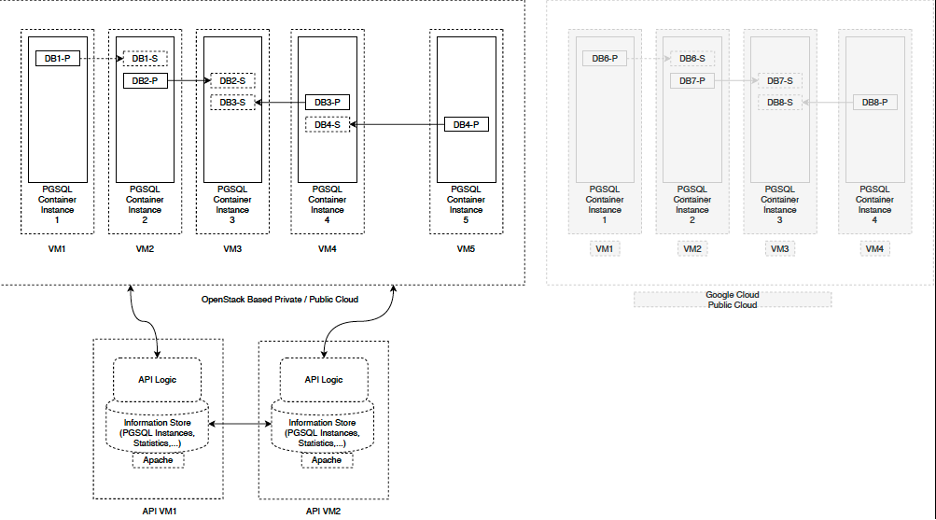 DB1-P
DB1-S
DB2-P
DB2-S
DB3-S
DB3-P
DB4-S
DB4-P
PGSQL
Container
Instance
1
PGSQL
Container
Instance
2
PGSQL
Container
Instance
3
PGSQL
Container
Instance
4
PGSQL
Container
Instance
5
VM1
VM2
VM3
VM4
VM5
OpenStack Based Private / Public Cloud
DB6-P
DB6-S
DB7-P
DB7-S
DB8-S
DB8-P
PGSQL
Container
Instance
1
PGSQL
Container
Instance
2
PGSQL
Container
Instance
3
PGSQL
Container
Instance
4
VM1
VM2
VM3
VM4
Google Cloud
Public Cloud
API Logic
Information Store
(PGSQL Instances,
Statistics,...)
Apache
API VM1
API Logic
Information Store
(PGSQL Instances,
Statistics,...)
Apache
API VM2